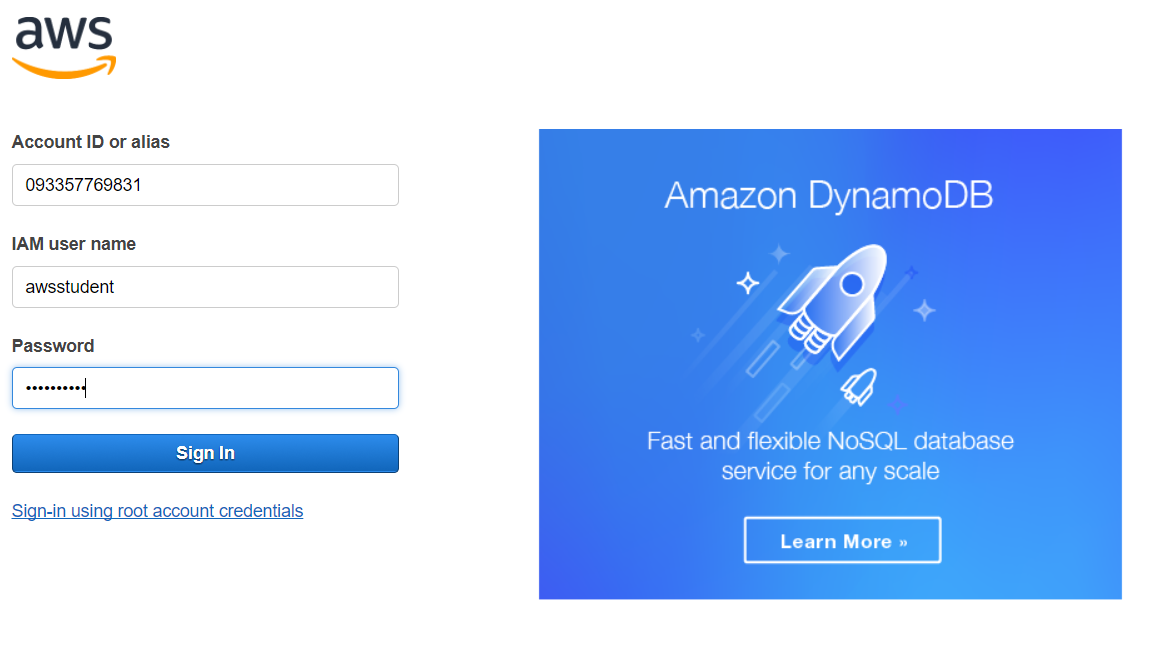 aws
Account ID or alias
093357769831
IAM user name
awsstudent
Password
••••••••••
Sign In
Sign-in using root account credentials
Amazon DynamoDB
Fast and flexible NoSQL database
service for any scale
Learn More »